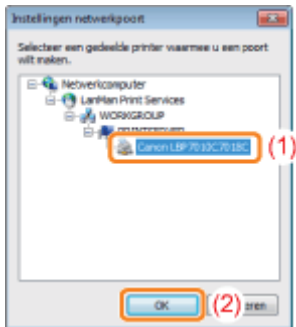 Instellingen netwerkpoort
Selecteer een gedeelde printer waarmee u een poort
wilt maken.
Netwerkcomputer
LanMan Print Services
WORKGROUP
Canon LBP7010C/7018C
(1)
OK
(2)